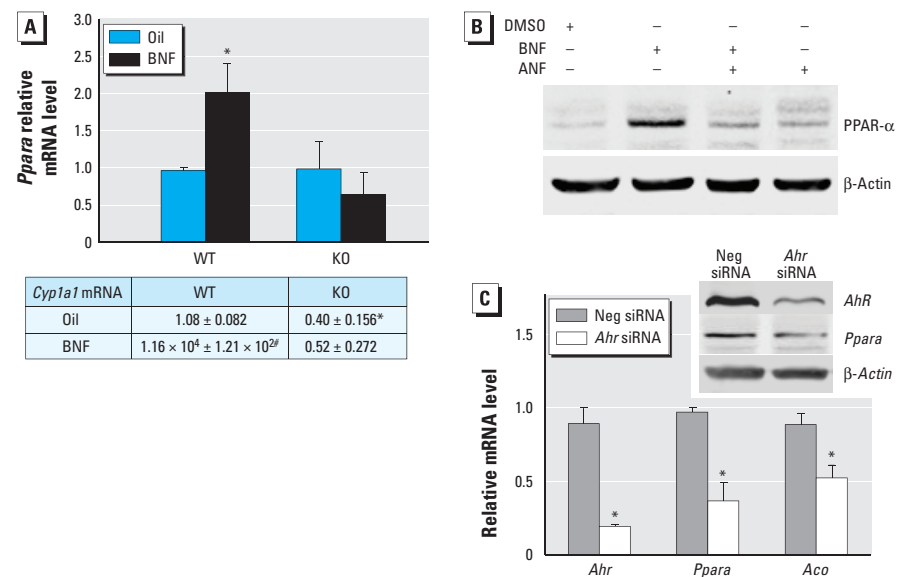 A
Ppara relative
mRNA level
3.0
2.5
2.0
1.5
1.0
0.5
0
Oil
BNF
*
WT KO
Cyp1a1 mRNA WT KO
Oil 1.08 ± 0.082 0.40 ± 0.156*
BNF 1.16 × 10⁴ ± 1.21 × 10²# 0.52 ± 0.272
B
DMSO + – – –
BNF – + + –
ANF – – + +
*
PPAR-α
β-Actin
C
Relative mRNA level
1.5
1.0
0.5
0
Neg siRNA
Ahr siRNA
Neg
siRNA
Ahr
siRNA
AhR
Ppara
β-Actin
* * *
Ahr Ppara Aco